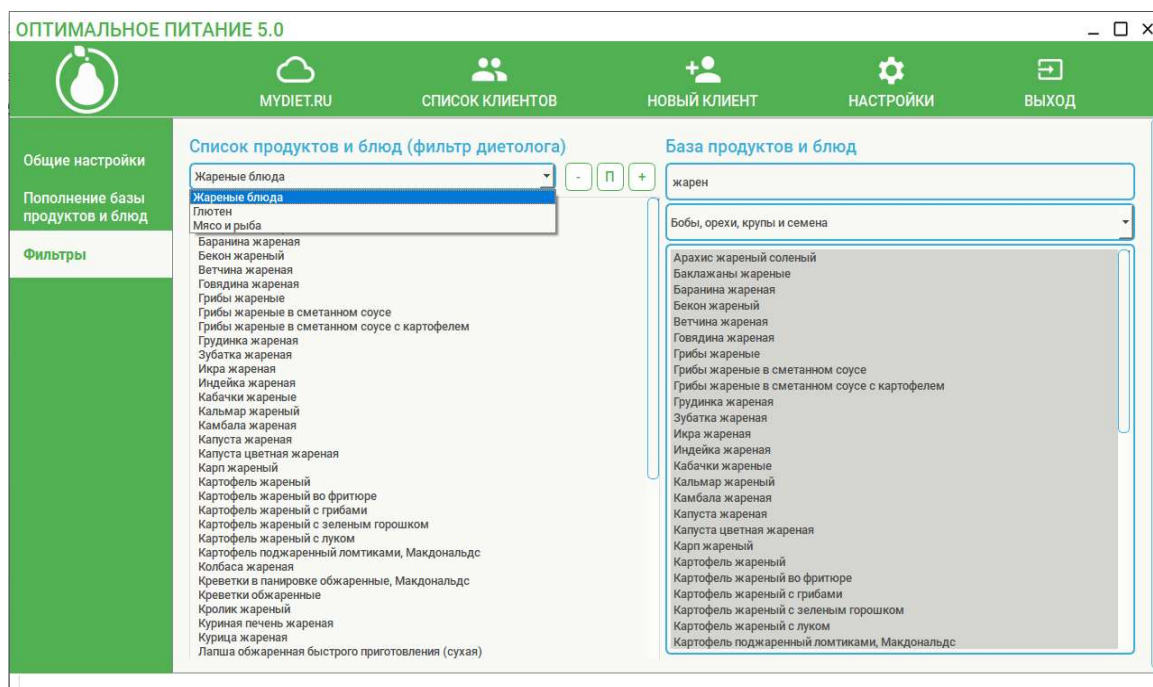 ОПТИМАЛЬНОЕ ПИТАНИЕ 5.0
MYDIET.RU
СПИСОК КЛИЕНТОВ
НОВЫЙ КЛИЕНТ
НАСТРОЙКИ
ВЫХОД
Общие настройки
Пополнение базы
продуктов и блюд
Фильтры
Список продуктов и блюд (фильтр диетолога)
Жареные блюда
- П +
Жареные блюда
Глютен
Мясо и рыба
Баранина жареная
Бекон жареный
Ветчина жареная
Говядина жареная
Грибы жареные
Грибы жареные в сметанном соусе
Грибы жареные в сметанном соусе с картофелем
Грудинка жареная
Зубатка жареная
Икра жареная
Индейка жареная
Кабачки жареные
Кальмар жареный
Камбала жареная
Капуста жареная
Капуста цветная жареная
Карп жареный
Картофель жареный
Картофель жареный во фритюре
Картофель жареный с грибами
Картофель жареный с зеленым горошком
Картофель жареный с луком
Картофель поджаренный ломтиками, Макдональдс
Колбаса жареная
Креветки в панировке обжаренные, Макдональдс
Креветки обжаренные
Кролик жареный
Куриная печень жареная
Курица жареная
Лапша обжаренная быстрого приготовления (сухая)
База продуктов и блюд
жарен
Бобы, орехи, крупы и семена
Арахис жареный соленый
Баклажаны жареные
Баранина жареная
Бекон жареный
Ветчина жареная
Говядина жареная
Грибы жареные
Грибы жареные в сметанном соусе
Грибы жареные в сметанном соусе с картофелем
Грудинка жареная
Зубатка жареная
Икра жареная
Индейка жареная
Кабачки жареные
Кальмар жареный
Камбала жареная
Капуста жареная
Капуста цветная жареная
Карп жареный
Картофель жареный
Картофель жареный во фритюре
Картофель жареный с грибами
Картофель жареный с зеленым горошком
Картофель жареный с луком
Картофель поджаренный ломтиками, Макдональдс